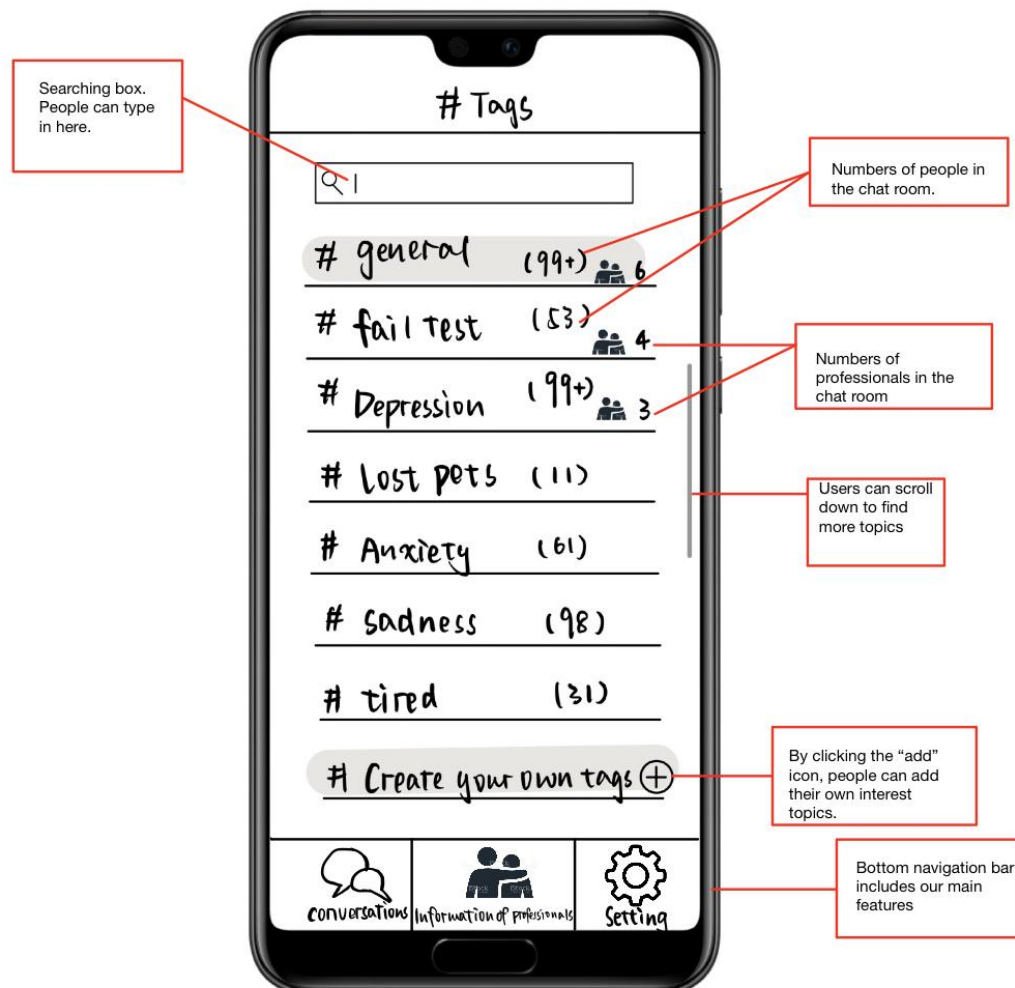 # Tags
Searching box.
People can type
in here.
Numbers of people in
the chat room.
# general (99+) 6
# fail test (53) 4
# Depression (99+) 3
Numbers of
professionals in the
chat room
# Lost pets (11)
Users can scroll
down to find
more topics
# Anxiety (61)
# sadness (98)
# tired (31)
# Create your own tags
By clicking the “add”
icon, people can add
their own interest
topics.
conversations
Information of professionals
Setting
Bottom navigation bar
includes our main
features